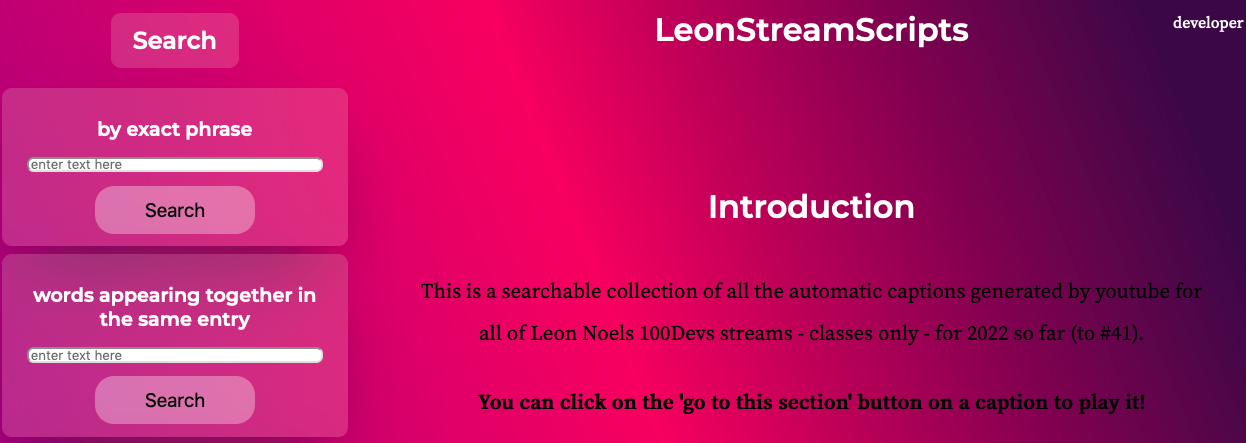 Search
by exact phrase
enter text here
Search
words appearing together in
the same entry
enter text here
Search
LeonStreamScripts
developer
Introduction
This is a searchable collection of all the automatic captions generated by youtube for
all of Leon Noels 100Devs streams - classes only - for 2022 so far (to #41).
You can click on the 'go to this section' button on a caption to play it!